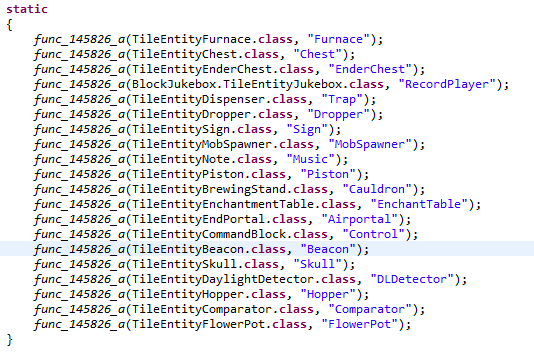 static
{
    func_145826_a(TileEntityFurnace.class, "Furnace");
    func_145826_a(TileEntityChest.class, "Chest");
    func_145826_a(TileEntityEnderChest.class, "EnderChest");
    func_145826_a(BlockJukebox.TileEntityJukebox.class, "RecordPlayer");
    func_145826_a(TileEntityDispenser.class, "Trap");
    func_145826_a(TileEntityDropper.class, "Dropper");
    func_145826_a(TileEntitySign.class, "Sign");
    func_145826_a(TileEntityMobSpawner.class, "MobSpawner");
    func_145826_a(TileEntityNote.class, "Music");
    func_145826_a(TileEntityPiston.class, "Piston");
    func_145826_a(TileEntityBrewingStand.class, "Cauldron");
    func_145826_a(TileEntityEnchantmentTable.class, "EnchantTable");
    func_145826_a(TileEntityEndPortal.class, "Airportal");
    func_145826_a(TileEntityCommandBlock.class, "Control");
    func_145826_a(TileEntityBeacon.class, "Beacon");
    func_145826_a(TileEntitySkull.class, "Skull");
    func_145826_a(TileEntityDaylightDetector.class, "DLDetector");
    func_145826_a(TileEntityHopper.class, "Hopper");
    func_145826_a(TileEntityComparator.class, "Comparator");
    func_145826_a(TileEntityFlowerPot.class, "FlowerPot");
}